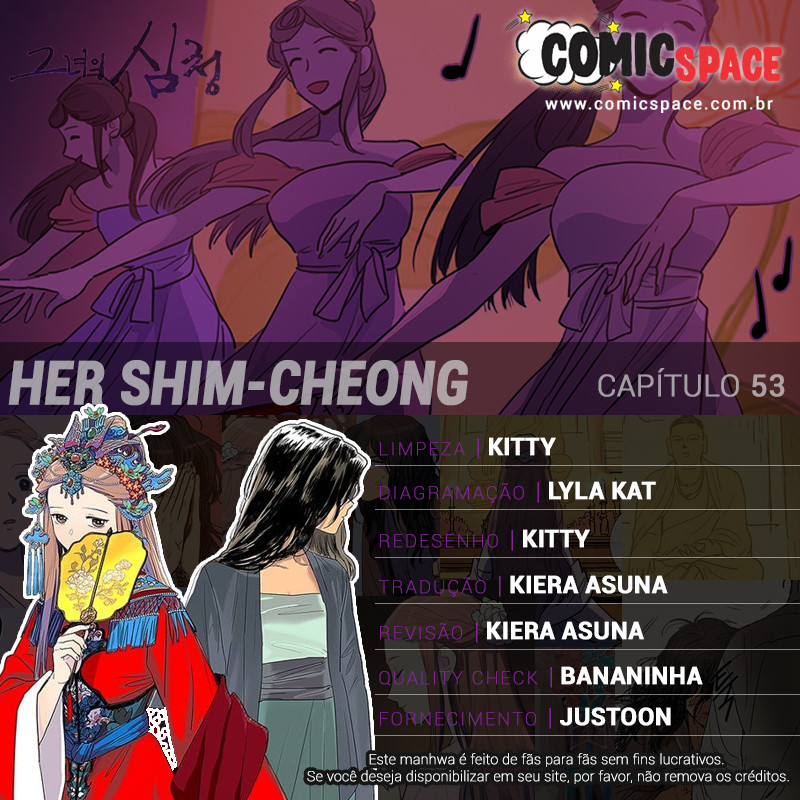 그녀의 심청
COMICSPACE
www.comicspace.com.br
HER SHIM-CHEONG
CAPÍTULO 53
LIMPEZA | KITTY
DIAGRAMAÇÃO | LYLA KAT
REDESENHO | KITTY
TRADUÇÃO | KIERA ASUNA
REVISÃO | KIERA ASUNA
QUALITY CHECK | BANANINHA
FORNECIMENTO | JUSTOON
Este manhwa é feito de fãs para fãs sem fins lucrativos.
Se você deseja disponibilizar em seu site, por favor, não remova os créditos.